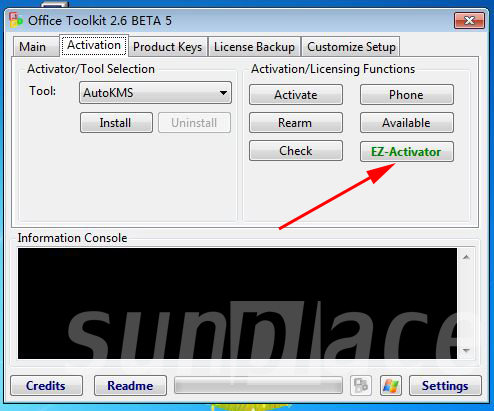 Office Toolkit 2.6 BETA 5
Main Activation Product Keys License Backup Customize Setup
Activator/Tool Selection
Tool: AutoKMS
Install Uninstall
Activation/Licensing Functions
Activate Phone
Rearm Available
Check EZ-Activator
Information Console
sunplace
Credits Readme Settings